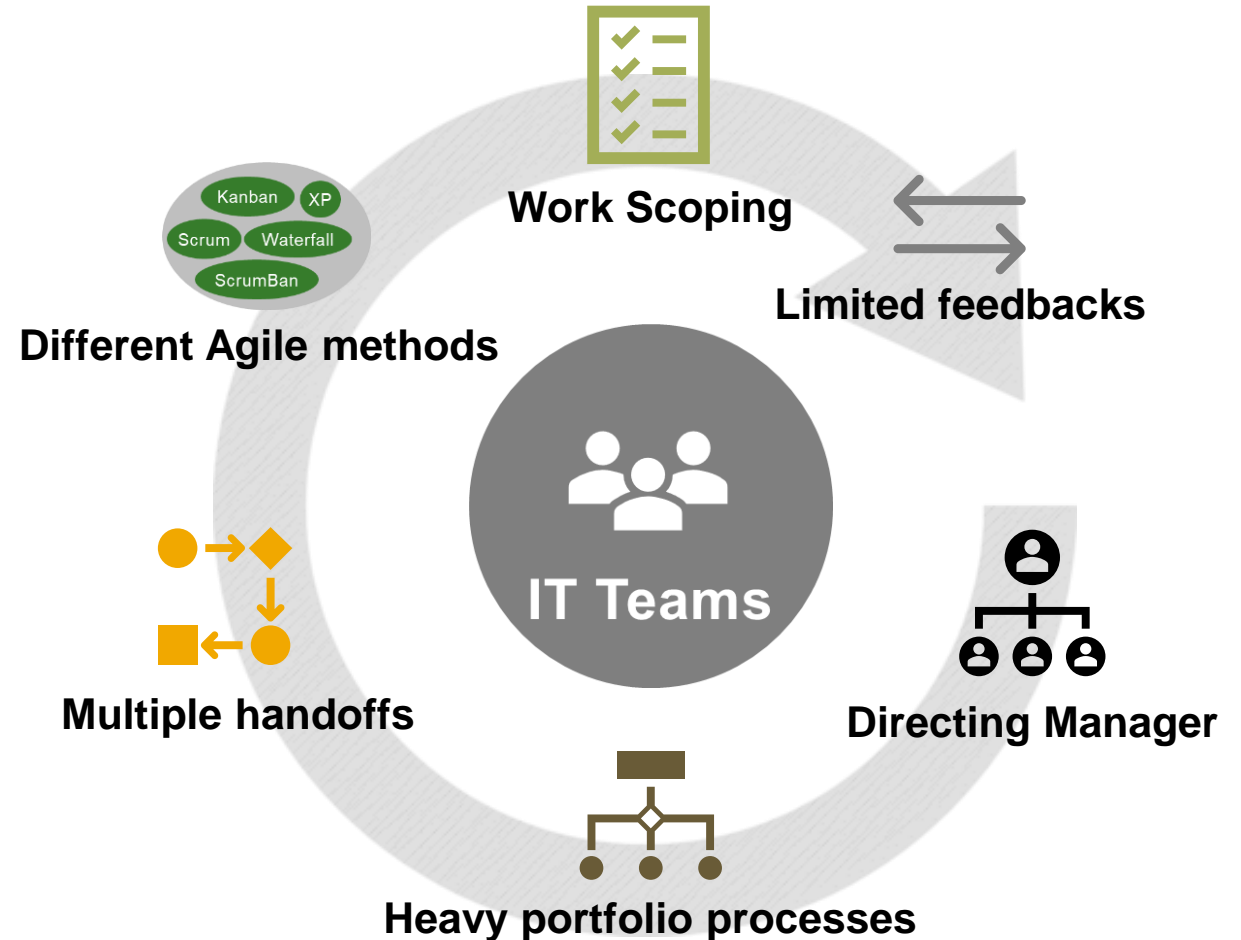 Work Scoping
Limited feedbacks
Kanban
XP
Scrum
Waterfall
ScrumBan
Different Agile methods
IT Teams
Multiple handoffs
Directing Manager
Heavy portfolio processes